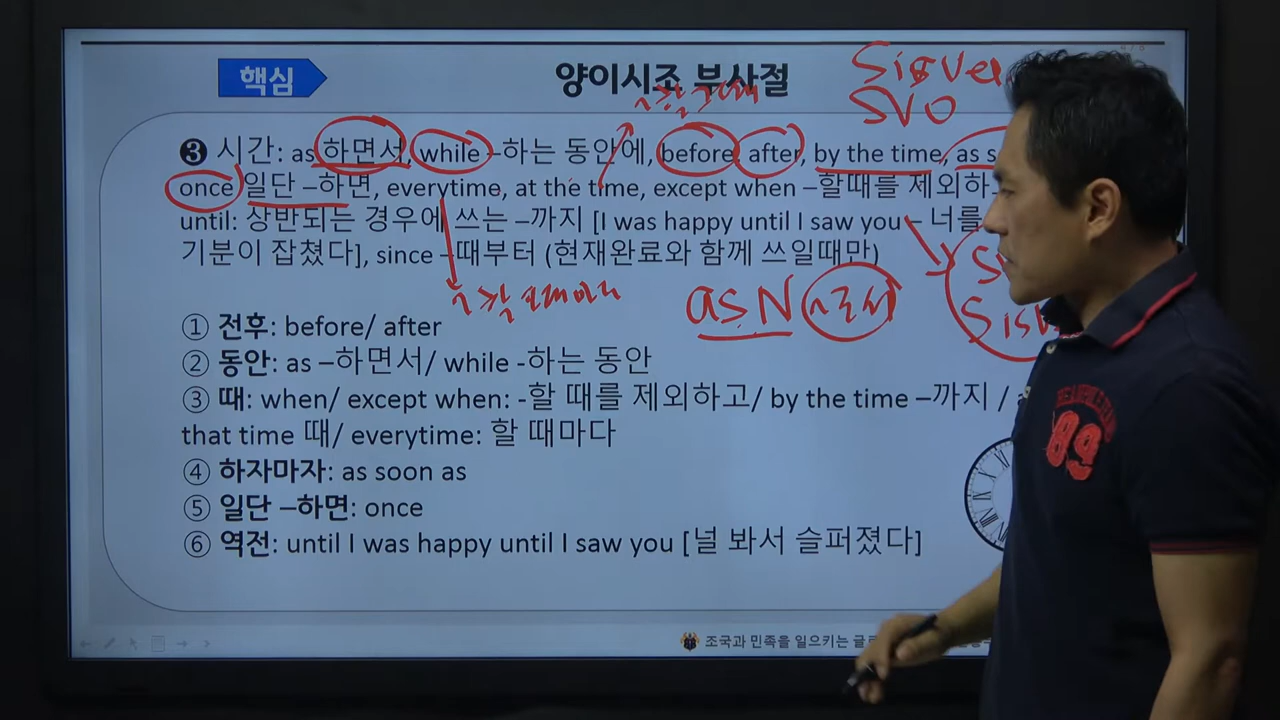 핵심
양이시조 부사절
SVO
❸ 시간: as 하면서, while –하는 동안에, before, after, by the time, as s
once 일단 –하면, everytime, at the time, except when –할때를 제외하
until: 상반되는 경우에 쓰는 –까지 [I was happy until I saw you – 너를
기분이 잡쳤다], since –때부터 (현재완료와 함께 쓰일때만)
as N
① 전후: before/ after
② 동안: as –하면서/ while -하는 동안
③ 때: when/ except when: -할 때를 제외하고/ by the time –까지 /
that time 때/ everytime: 할 때마다
④ 하자마자: as soon as
⑤ 일단 –하면: once
⑥ 역전: until I was happy until I saw you [널 봐서 슬퍼졌다]
조국과 민족을 일으키는
89